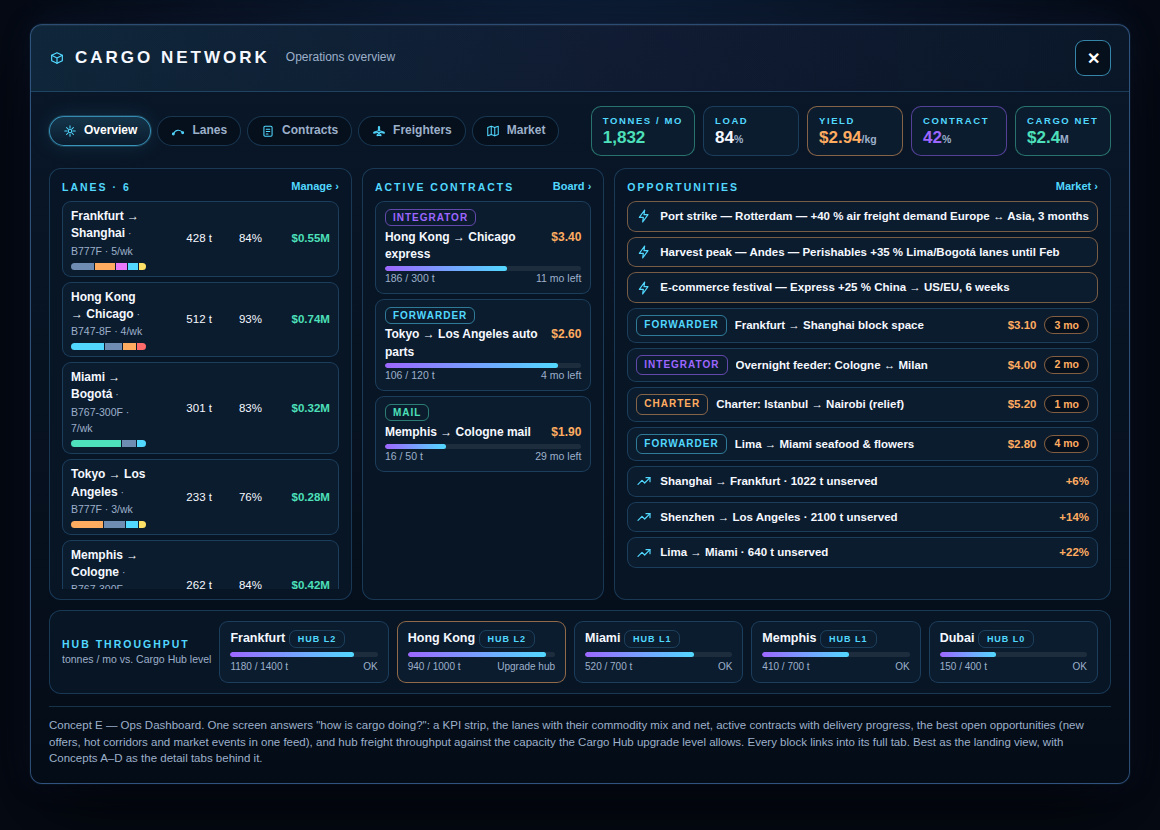 CARGO NETWORK
Operations overview
✕
Overview
Lanes
Contracts
Freighters
Market
TONNES / MO
1,832
LOAD
84%
YIELD
$2.94/kg
CONTRACT
42%
CARGO NET
$2.4M
LANES · 6
Manage ›
Frankfurt →
Shanghai ·
B777F · 5/wk
428 t 84% $0.55M
Hong Kong
→ Chicago ·
B747-8F · 4/wk
512 t 93% $0.74M
Miami →
Bogotá ·
B767-300F ·
7/wk
301 t 83% $0.32M
Tokyo → Los
Angeles ·
B777F · 3/wk
233 t 76% $0.28M
Memphis →
Cologne ·
B767-300F
262 t 84% $0.42M
ACTIVE CONTRACTS
Board ›
INTEGRATOR
Hong Kong → Chicago
express
$3.40
186 / 300 t
11 mo left
FORWARDER
Tokyo → Los Angeles auto
parts
$2.60
106 / 120 t
4 mo left
MAIL
Memphis → Cologne mail
$1.90
16 / 50 t
29 mo left
OPPORTUNITIES
Market ›
Port strike — Rotterdam — +40 % air freight demand Europe ↔ Asia, 3 months
Harvest peak — Andes — Perishables +35 % Lima/Bogotá lanes until Feb
E-commerce festival — Express +25 % China → US/EU, 6 weeks
FORWARDER Frankfurt → Shanghai block space $3.10 3 mo
INTEGRATOR Overnight feeder: Cologne ↔ Milan $4.00 2 mo
CHARTER Charter: Istanbul → Nairobi (relief) $5.20 1 mo
FORWARDER Lima → Miami seafood & flowers $2.80 4 mo
Shanghai → Frankfurt · 1022 t unserved +6%
Shenzhen → Los Angeles · 2100 t unserved +14%
Lima → Miami · 640 t unserved +22%
HUB THROUGHPUT
tonnes / mo vs. Cargo Hub level
Frankfurt HUB L2
1180 / 1400 t OK
Hong Kong HUB L2
940 / 1000 t Upgrade hub
Miami HUB L1
520 / 700 t OK
Memphis HUB L1
410 / 700 t OK
Dubai HUB L0
150 / 400 t OK
Concept E — Ops Dashboard. One screen answers "how is cargo doing?": a KPI strip, the lanes with their commodity mix and net, active contracts with delivery progress, the best open opportunities (new
offers, hot corridors and market events in one feed), and hub freight throughput against the capacity the Cargo Hub upgrade level allows. Every block links into its full tab. Best as the landing view, with
Concepts A–D as the detail tabs behind it.